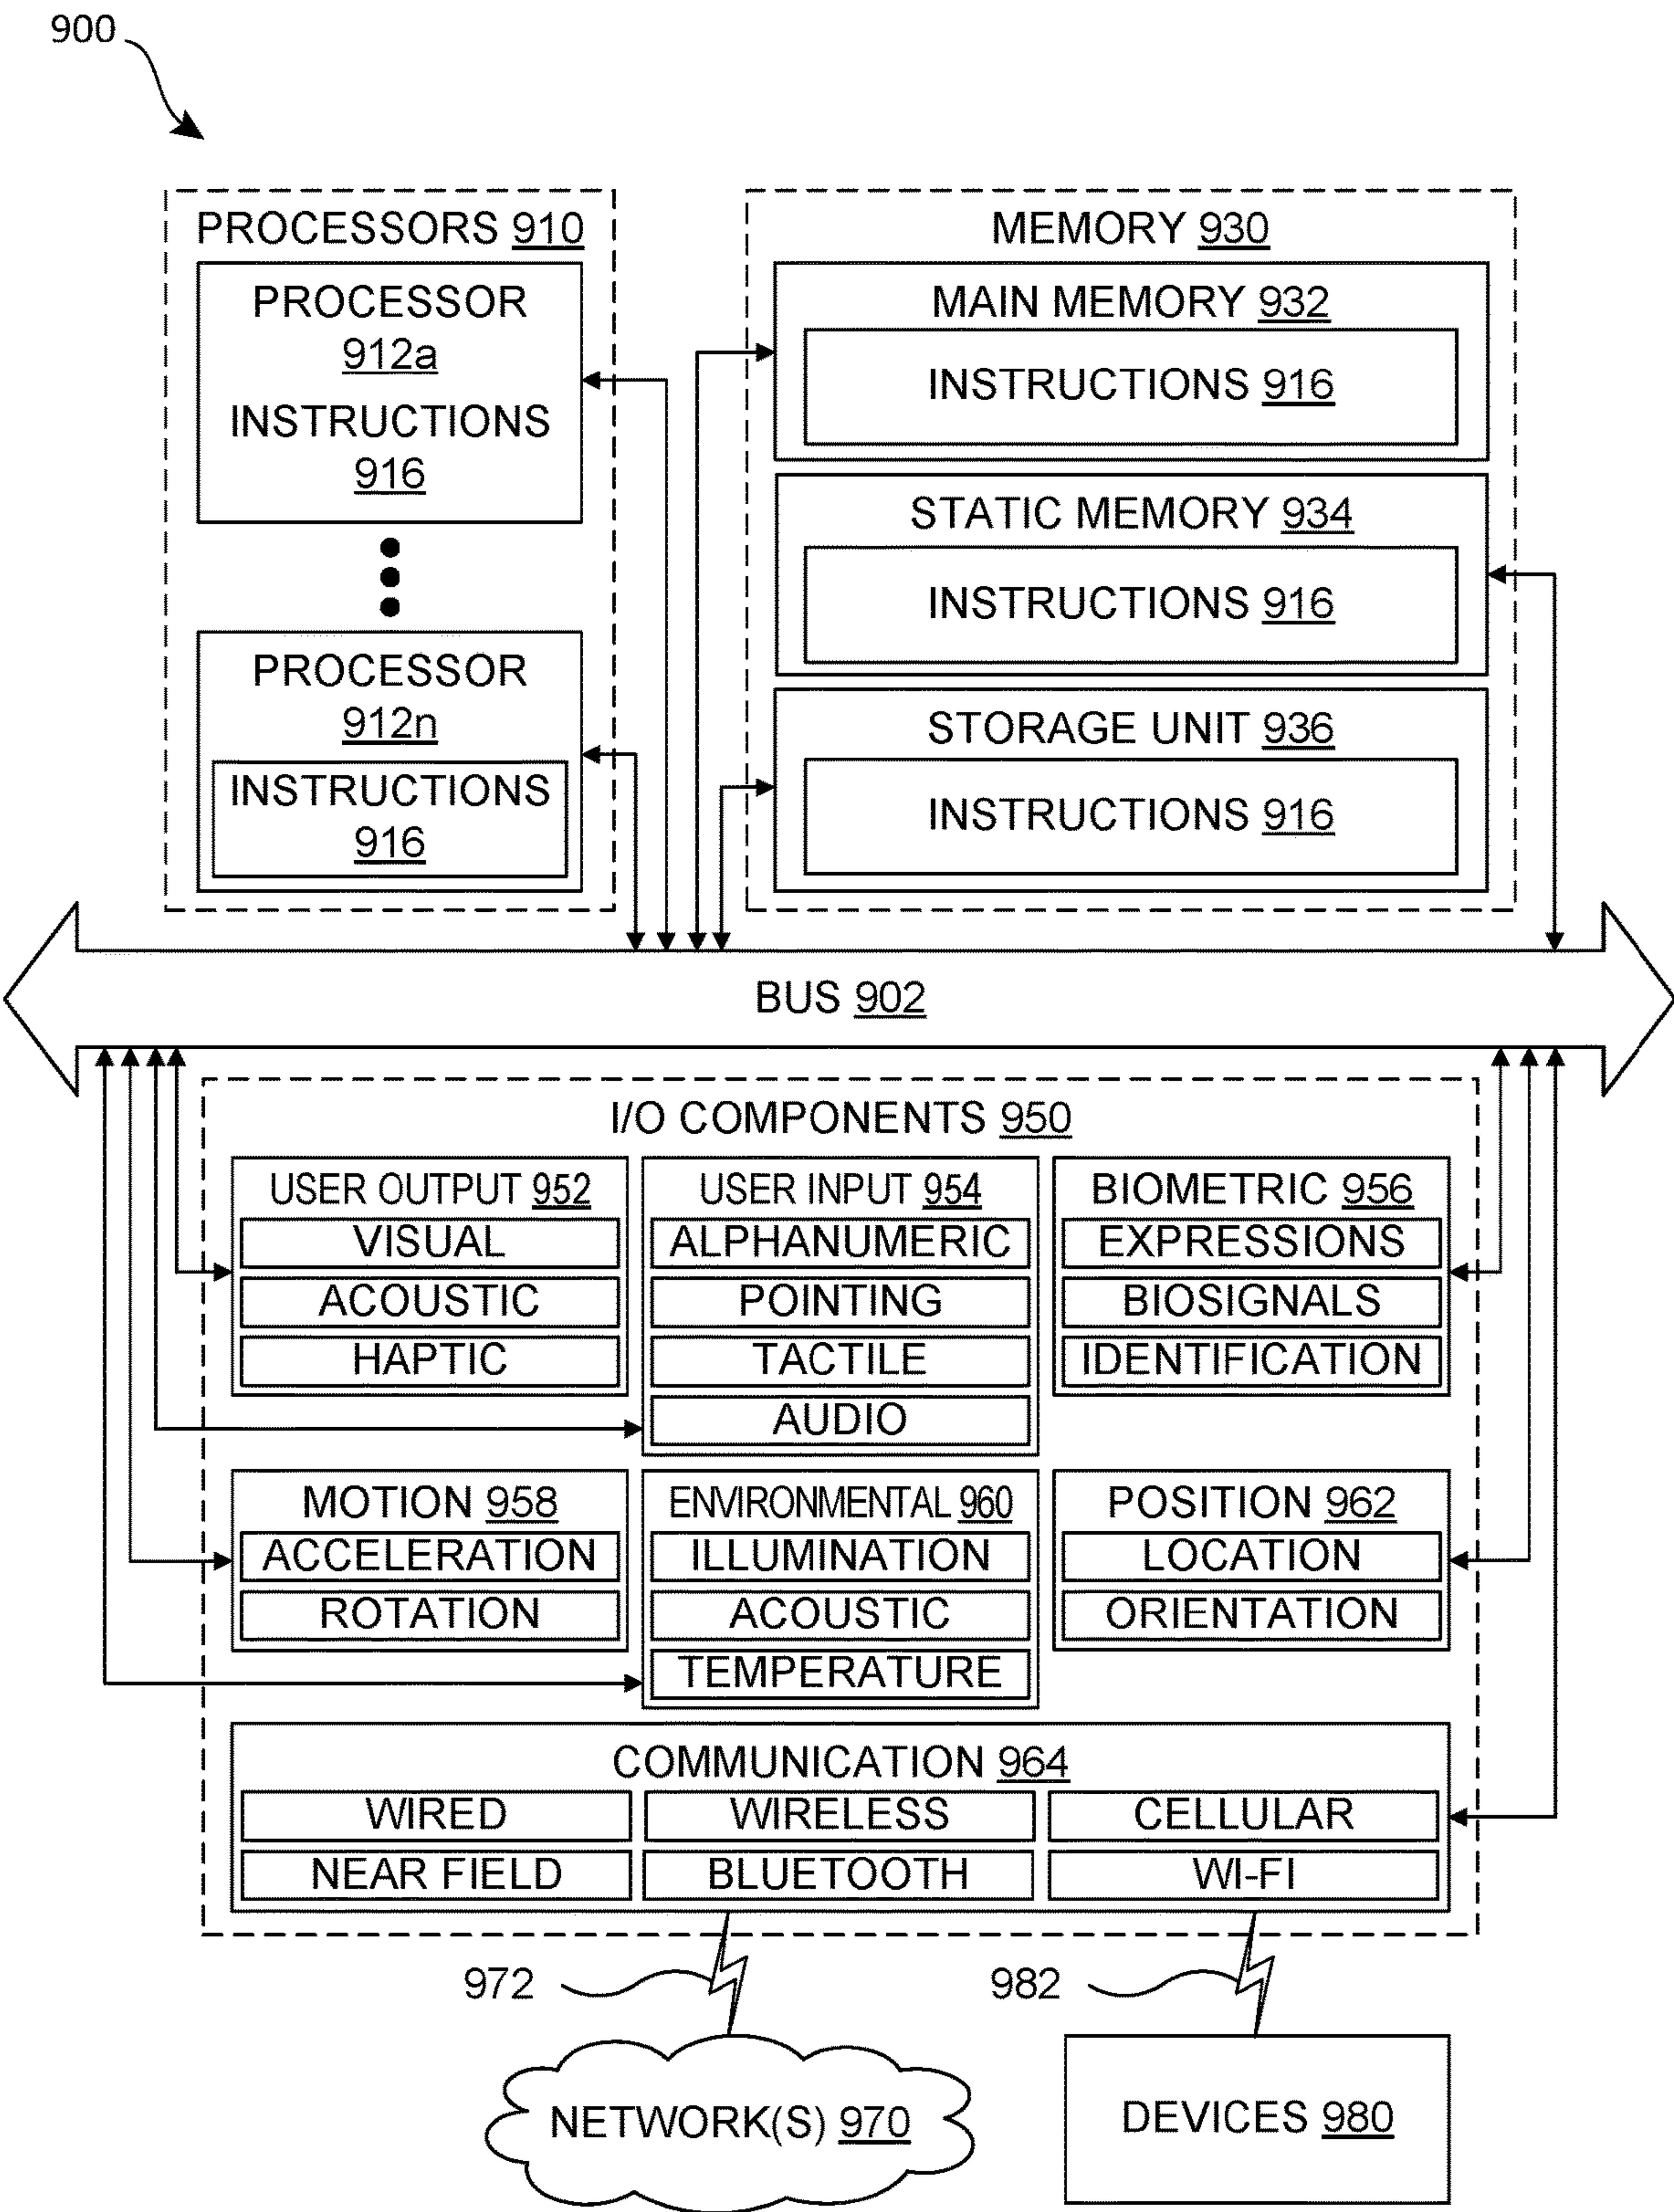 900
PROCESSORS 910
PROCESSOR
912a
INSTRUCTIONS
916
PROCESSOR
912n
INSTRUCTIONS
916
MEMORY 930
MAIN MEMORY 932
INSTRUCTIONS 916
STATIC MEMORY 934
INSTRUCTIONS 916
STORAGE UNIT 936
INSTRUCTIONS 916
BUS 902
I/O COMPONENTS 950
USER OUTPUT 952
VISUAL
ACOUSTIC
HAPTIC
USER INPUT 954
ALPHANUMERIC
POINTING
TACTILE
AUDIO
BIOMETRIC 956
EXPRESSIONS
BIOSIGNALS
IDENTIFICATION
MOTION 958
ACCELERATION
ROTATION
ENVIRONMENTAL 960
ILLUMINATION
ACOUSTIC
TEMPERATURE
POSITION 962
LOCATION
ORIENTATION
COMMUNICATION 964
WIRED
WIRELESS
CELLULAR
NEAR FIELD
BLUETOOTH
WI-FI
972
982
NETWORK(S) 970
DEVICES 980